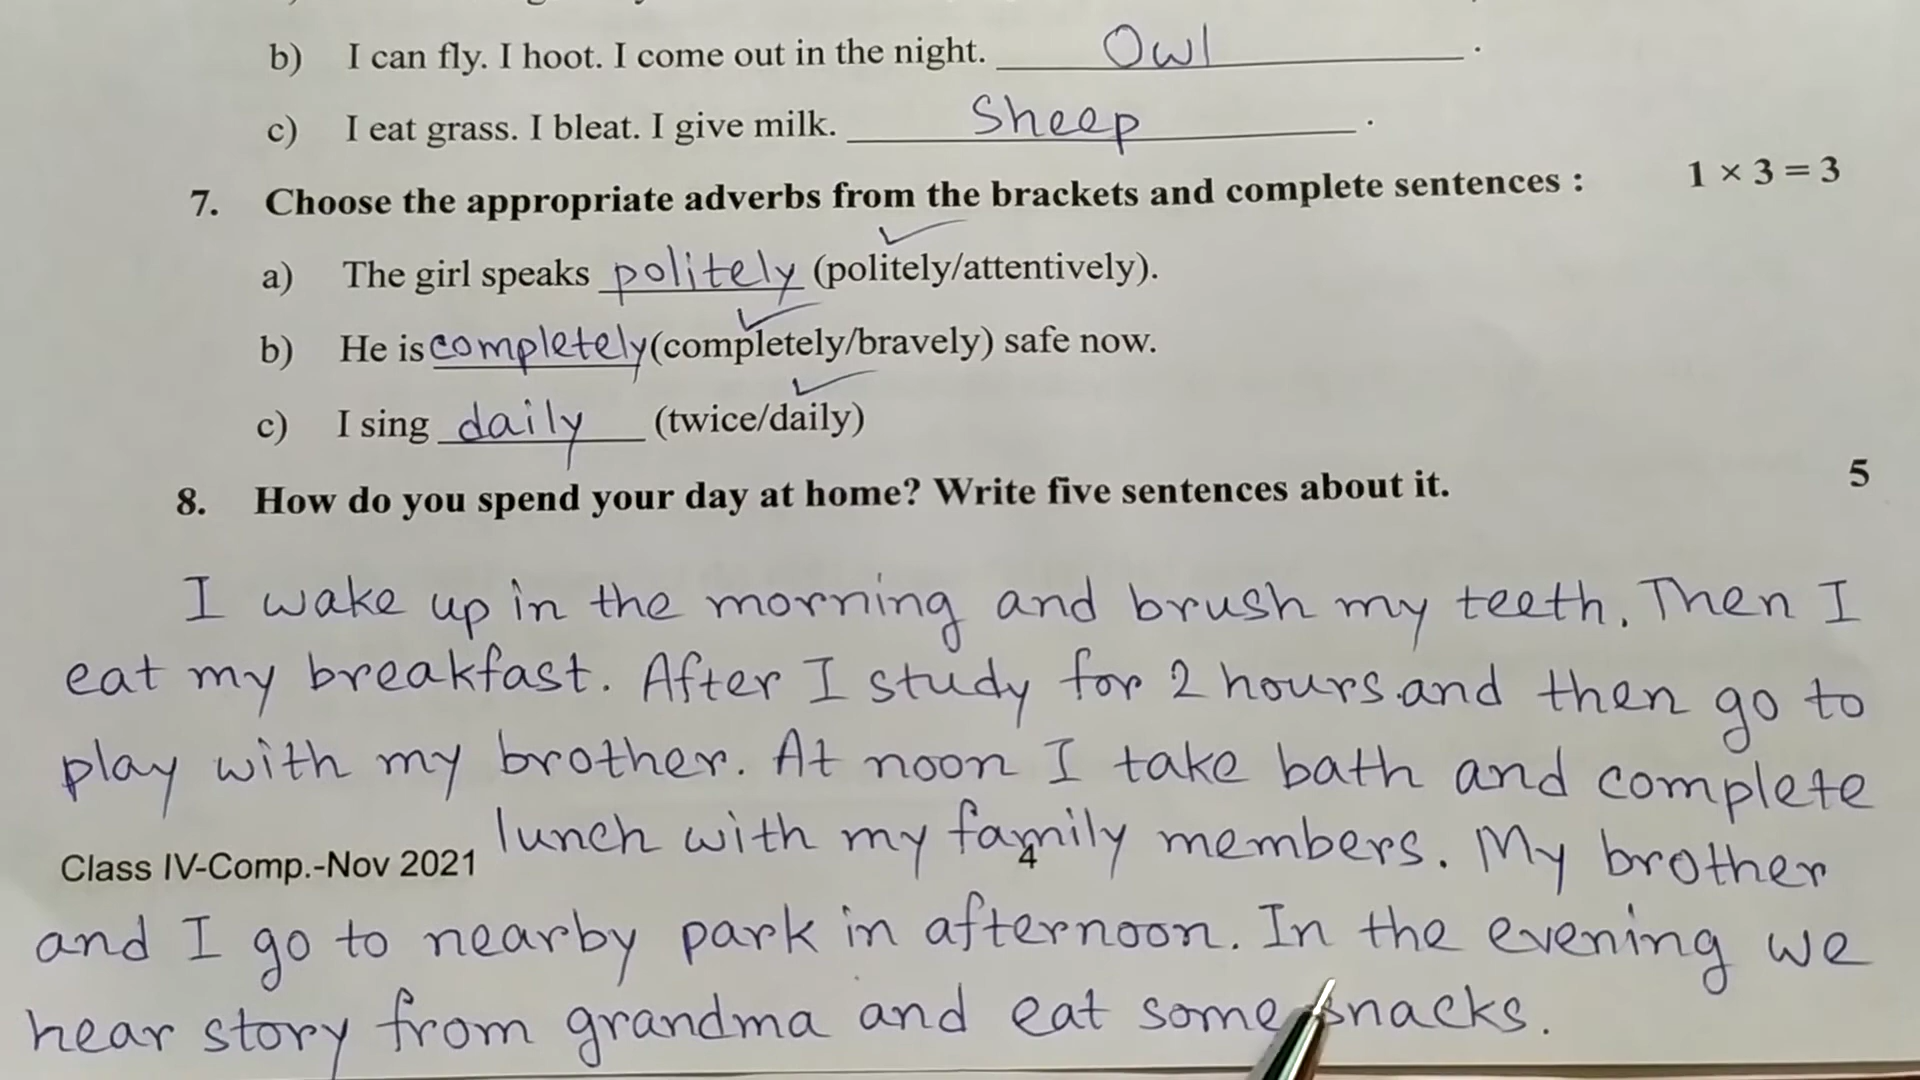 b) I can fly. I hoot. I come out in the night. Owl .
c) I eat grass. I bleat. I give milk. Sheep .
7. Choose the appropriate adverbs from the brackets and complete sentences : 1 × 3 = 3
a) The girl speaks politely (politely/attentively).
b) He is completely (completely/bravely) safe now.
c) I sing daily (twice/daily)
8. How do you spend your day at home? Write five sentences about it. 5
I wake up in the morning and brush my teeth. Then I
eat my breakfast. After I study for 2 hours.and then go to
play with my brother. At noon I take bath and complete
lunch with my family members. My brother
Class IV-Comp.-Nov 2021 4
and I go to nearby park in afternoon. In the evening we
hear story from grandma and eat some snacks.